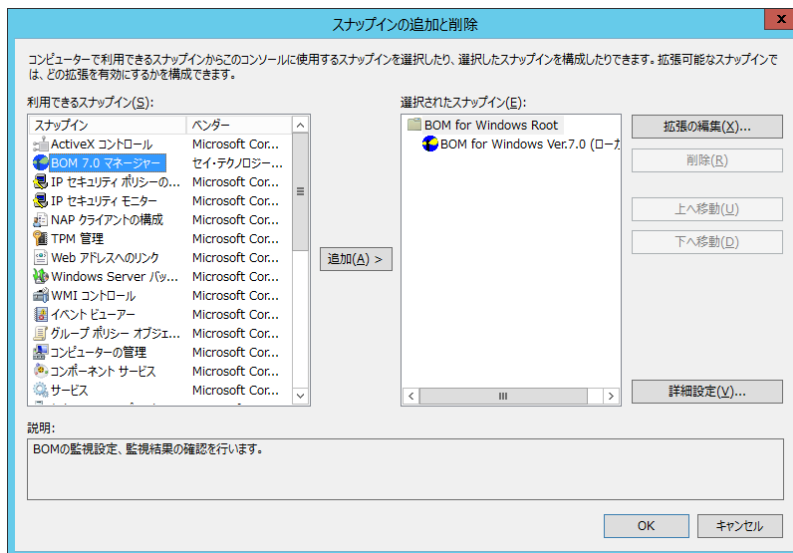 スナップインの追加と削除
x
コンピューターで利用できるスナップインからこのコンソールに使用するスナップインを選択したり、選択したスナップインを構成したりできます。拡張可能なスナップインで
は、どの拡張を有効にするかを構成できます。
利用できるスナップイン(S):
スナップイン ベンダー
ActiveX コントロール Microsoft Cor...
BOM 7.0 マネージャー セイ・テクノロジー...
IP セキュリティ ポリシーの... Microsoft Cor...
IP セキュリティ モニター Microsoft Cor...
NAP クライアントの構成 Microsoft Cor...
TPM 管理 Microsoft Cor...
Web アドレスへのリンク Microsoft Cor...
Windows Server バッ... Microsoft Cor...
WMI コントロール Microsoft Cor...
イベント ビューアー Microsoft Cor...
グループ ポリシー オブジェ... Microsoft Cor...
コンピューターの管理 Microsoft Cor...
コンポーネント サービス Microsoft Cor...
サービス Microsoft Cor...
追加(A) >
選択されたスナップイン(E):
BOM for Windows Root
BOM for Windows Ver.7.0 (ローカ
拡張の編集(X)...
削除(R)
上へ移動(U)
下へ移動(D)
詳細設定(V)...
説明:
BOMの監視設定、監視結果の確認を行います。
OK
キャンセル